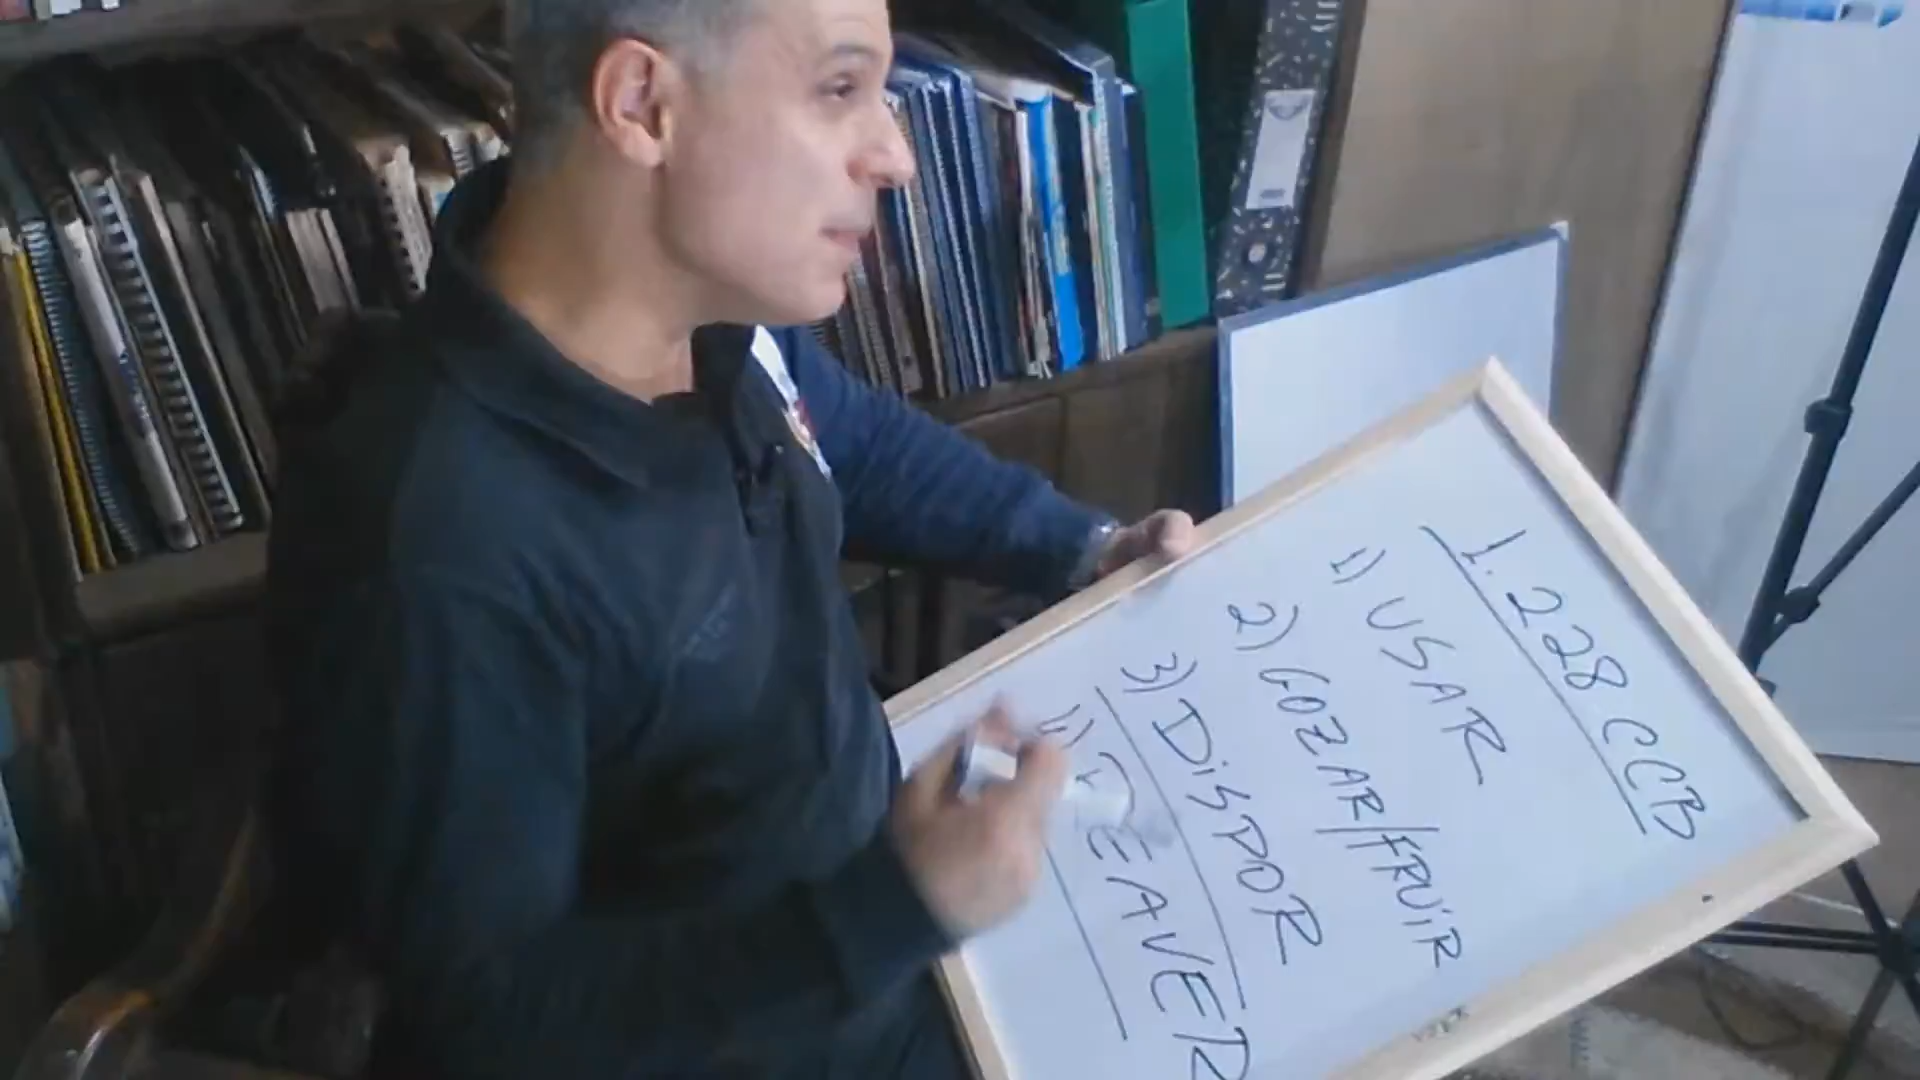 1.228 CCB
1) USAR
2) GOZAR/FRUIR
3) DISPOR
4) REAVER